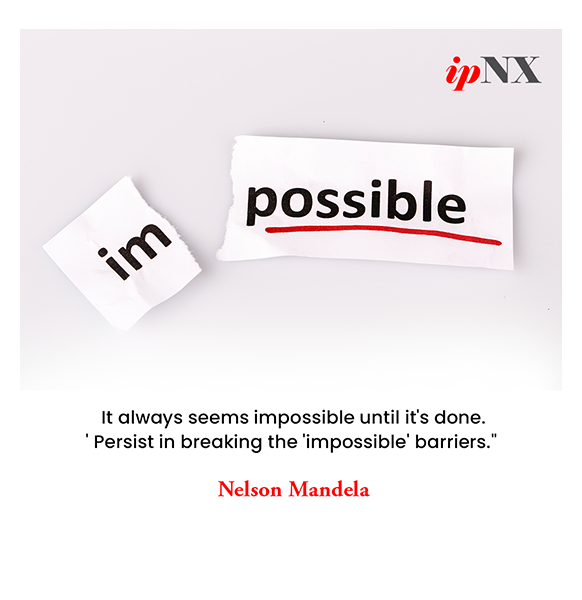 ipNX
im
possible
It always seems impossible until it's done.
' Persist in breaking the 'impossible' barriers."
Nelson Mandela